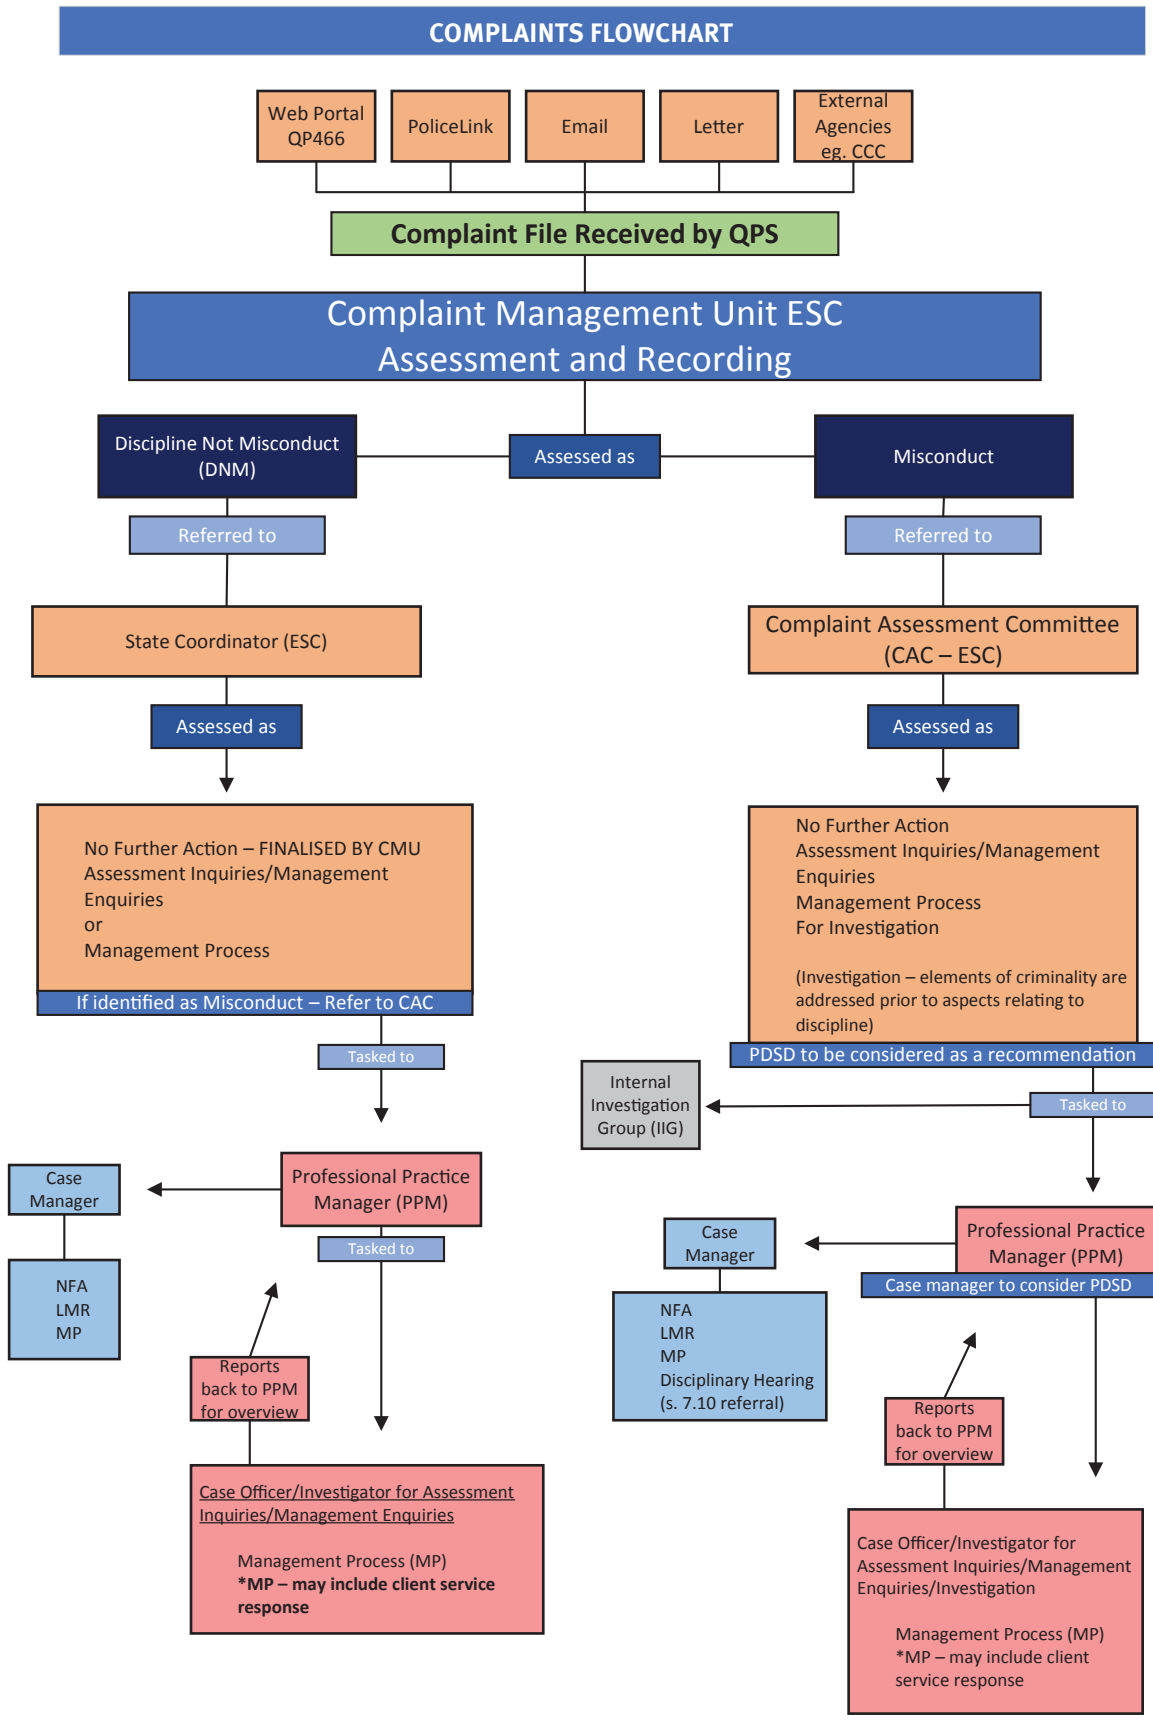 COMPLAINTS FLOWCHART
Web Portal
QP466
PoliceLink
Email
Letter
External
Agencies
eg. CCC
Complaint File Received by QPS
Complaint Management Unit ESC
Assessment and Recording
Discipline Not Misconduct
(DNM)
Assessed as
Misconduct
Referred to
Referred to
State Coordinator (ESC)
Complaint Assessment Committee
(CAC – ESC)
Assessed as
Assessed as
No Further Action – FINALISED BY CMU
Assessment Inquiries/Management
Enquiries
or
Management Process
If identified as Misconduct – Refer to CAC
No Further Action
Assessment Inquiries/Management
Enquiries
Management Process
For Investigation
(Investigation – elements of criminality are
addressed prior to aspects relating to
discipline)
PDSD to be considered as a recommendation
Tasked to
Internal
Investigation
Group (IIG)
Tasked to
Case
Manager
Professional Practice
Manager (PPM)
Tasked to
NFA
LMR
MP
Case
Manager
Professional Practice
Manager (PPM)
Case manager to consider PDSD
NFA
LMR
MP
Disciplinary Hearing
(s. 7.10 referral)
Reports
back to PPM
for overview
Reports
back to PPM
for overview
Case Officer/Investigator for Assessment
Inquiries/Management Enquiries
Management Process (MP)
*MP – may include client service
response
Case Officer/Investigator for
Assessment Inquiries/Management
Enquiries/Investigation
Management Process (MP)
*MP – may include client
service response